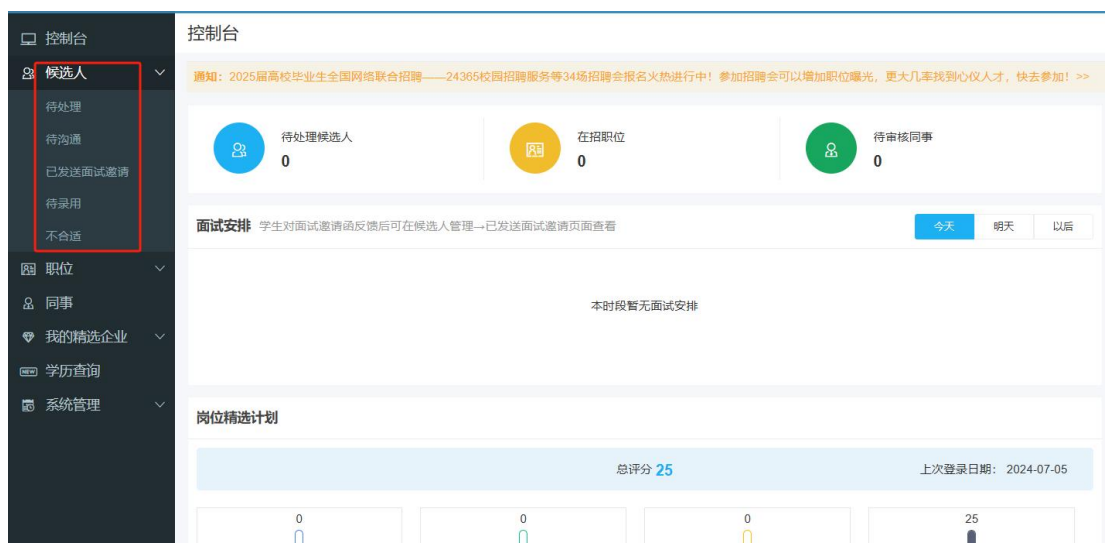 控制台
候选人
待处理
待沟通
已发送面试邀请
待录用
不合适
职位
同事
我的精选企业
NEW 学历查询
系统管理
控制台
通知：2025届高校毕业生全国网络联合招聘——24365校园招聘服务等34场招聘会报名火热进行中！参加招聘会可以增加职位曝光，更大几率找到心仪人才，快去参加！>>
待处理候选人
0
在招职位
0
待审核同事
0
面试安排 学生对面试邀请函反馈后可在候选人管理→已发送面试邀请页面查看
今天 明天 以后
本时段暂无面试安排
岗位精选计划
总评分 25 上次登录日期： 2024-07-05
0 0 0 25